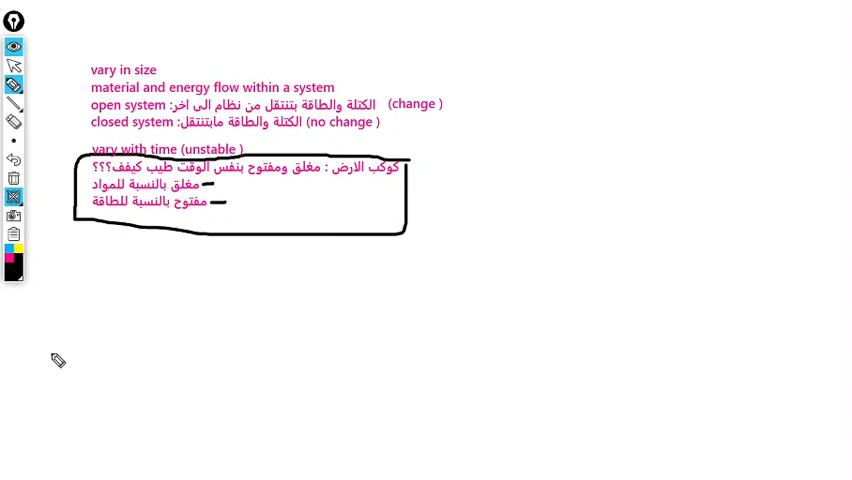 vary in size
material and energy flow within a system
open system :الكتلة والطاقة بتنتقل من نظام الى اخر (change )
closed system :الكتلة والطاقة مابتنتقل (no change )
vary with time (unstable )
كوكب الارض : مغلق ومفتوح بنفس الوقت طيب كيفف؟؟؟
مغلق بالنسبة للمواد
مفتوح بالنسبة للطاقة